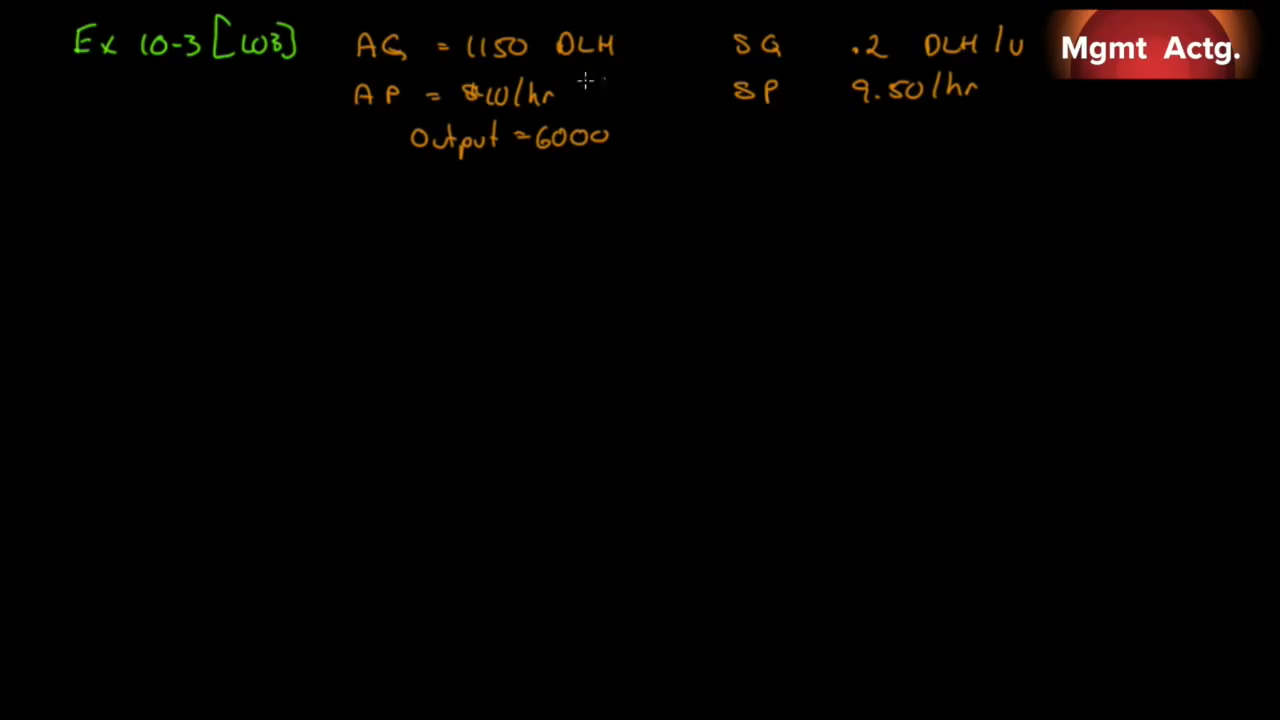 Ex 10-3 [LO3] AQ = 1150 DLH SQ .2 DLH/U Mgmt Actg.
AP = $10/hr SP 9.50/hr
Output = 6000